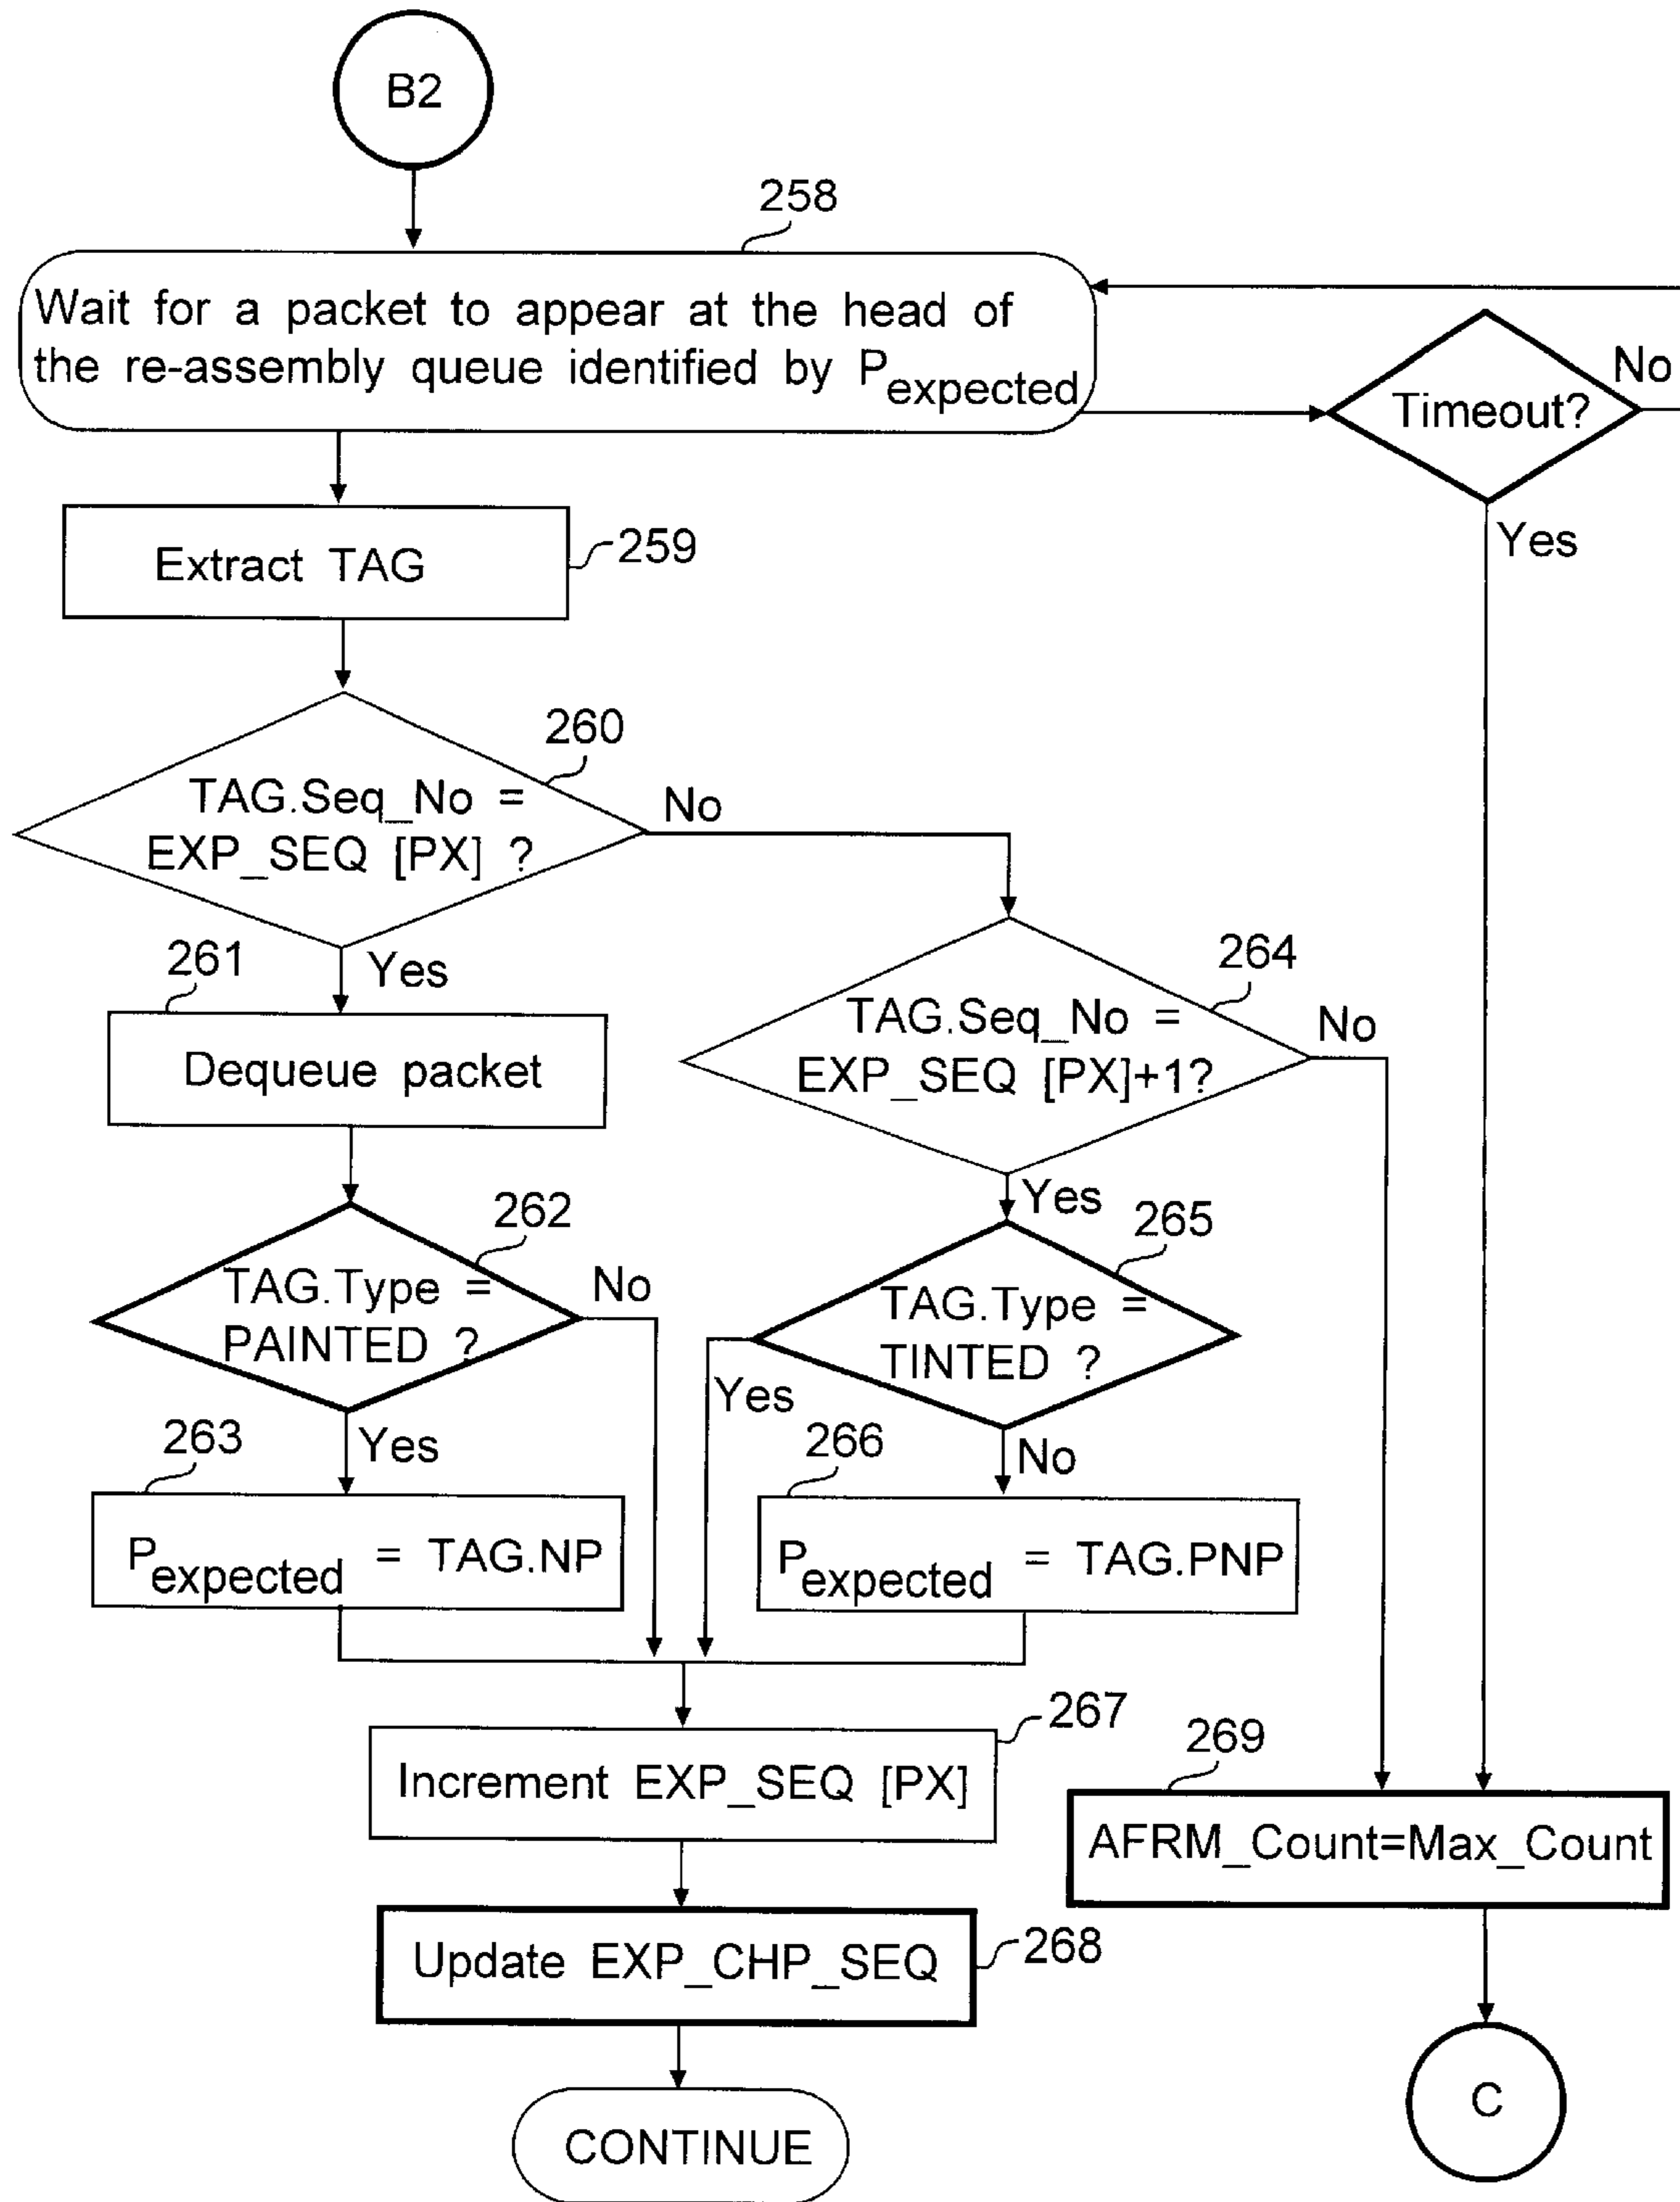 B2
258
Wait for a packet to appear at the head of
the re-assembly queue identified by Pexpected
Timeout?
No
Yes
Extract TAG
259
260
TAG.Seq_No =
EXP_SEQ [PX] ?
No
Yes
261
Dequeue packet
264
TAG.Seq_No =
EXP_SEQ [PX]+1?
No
Yes
262
TAG.Type =
PAINTED ?
No
Yes
265
TAG.Type =
TINTED ?
Yes
No
263
Pexpected = TAG.NP
266
Pexpected = TAG.PNP
267
Increment EXP_SEQ [PX]
269
AFRM_Count=Max_Count
Update EXP_CHP_SEQ
268
CONTINUE
C